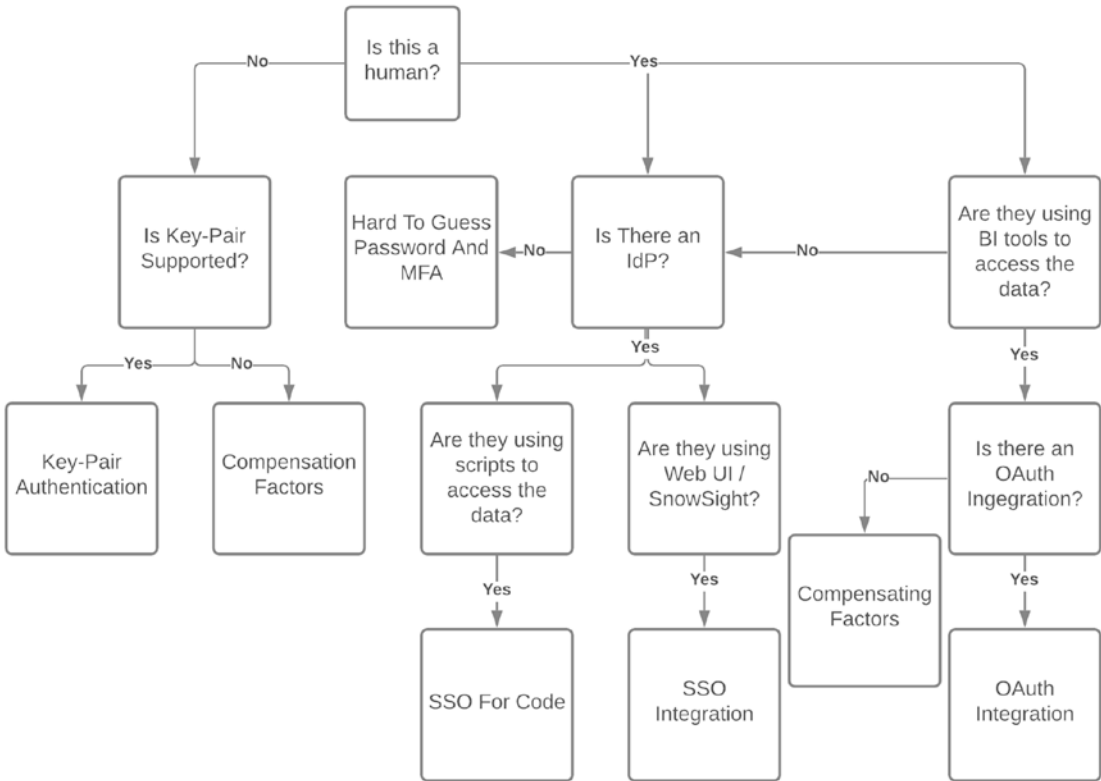 Is this a
human?
No
Yes
Is Key-Pair
Supported?
Hard To Guess
Password And
MFA
No
Is There an
IdP?
No
Are they using
BI tools to
access the
data?
Yes
No
Yes
Yes
Key-Pair
Authentication
Compensation
Factors
Are they using
scripts to
access the
data?
Are they using
Web UI /
SnowSight?
Is there an
OAuth
Ingegration?
No
Yes
Yes
Yes
Compensating
Factors
SSO For Code
SSO
Integration
OAuth
Integration